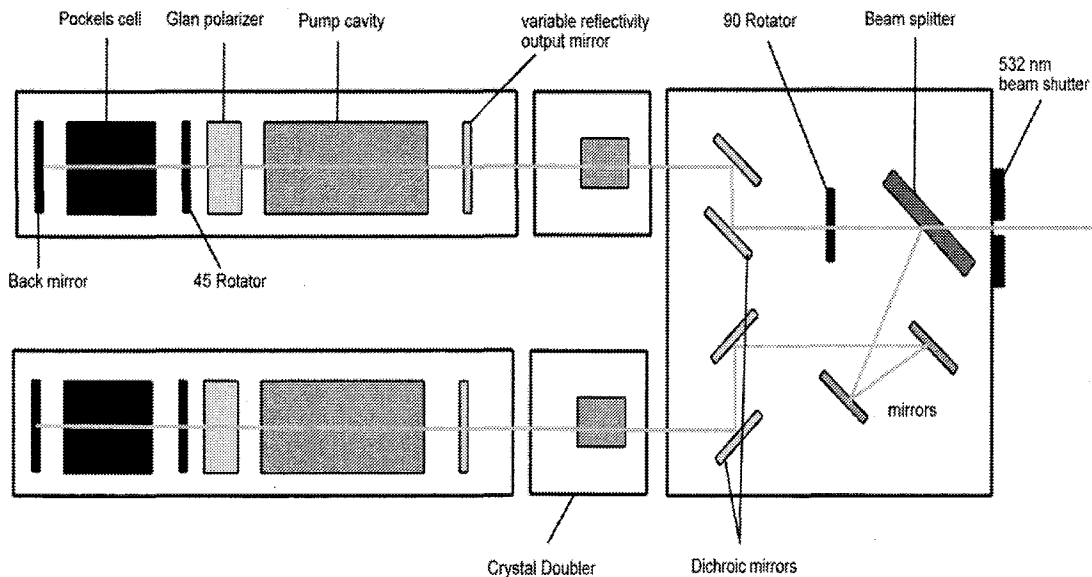 Pockels cell
Glan polarizer
Pump cavity
variable reflectivity
output mirror
90 Rotator
Beam splitter
532 nm
beam shutter
Back mirror
45 Rotator
mirrors
Crystal Doubler
Dichroic mirrors